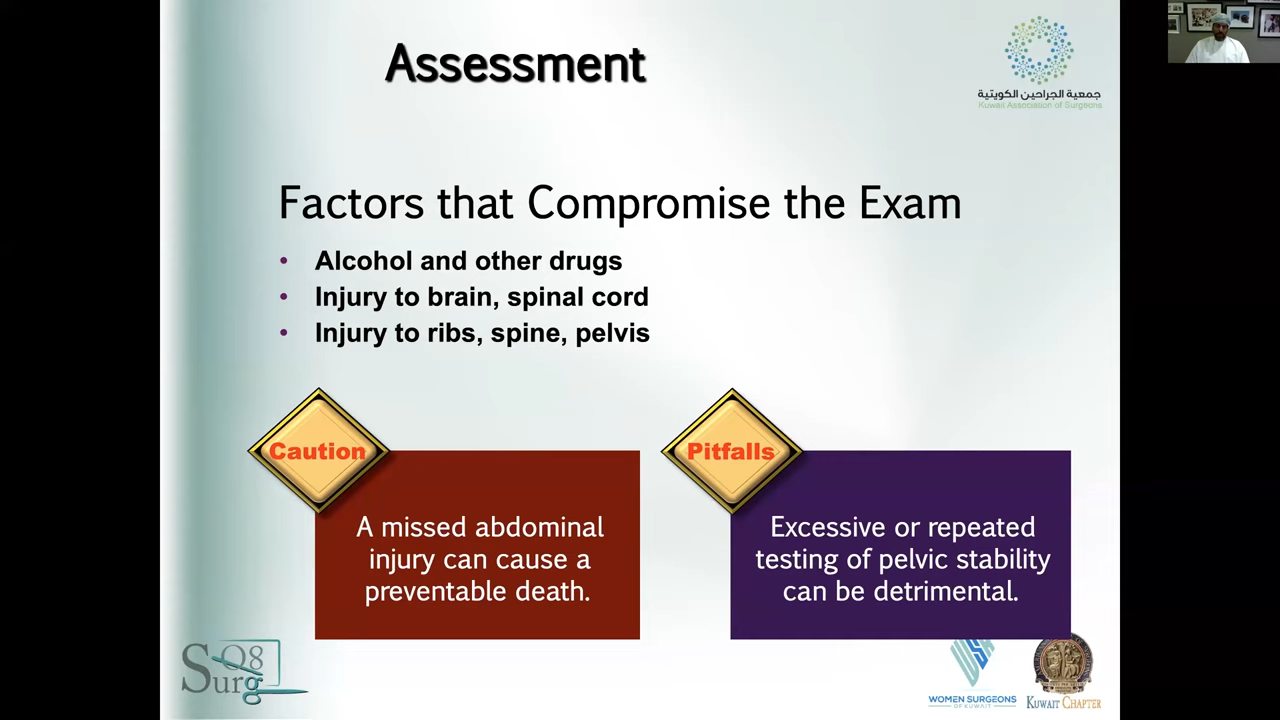 Assessment
جمعية الجراحين الكويتية
Kuwait Association of Surgeons
Factors that Compromise the Exam
• Alcohol and other drugs
• Injury to brain, spinal cord
• Injury to ribs, spine, pelvis
Caution
A missed abdominal
injury can cause a
preventable death.
Pitfalls
Excessive or repeated
testing of pelvic stability
can be detrimental.
Q8
Surg
WOMEN SURGEONS
OF KUWAIT
KUWAIT CHAPTER